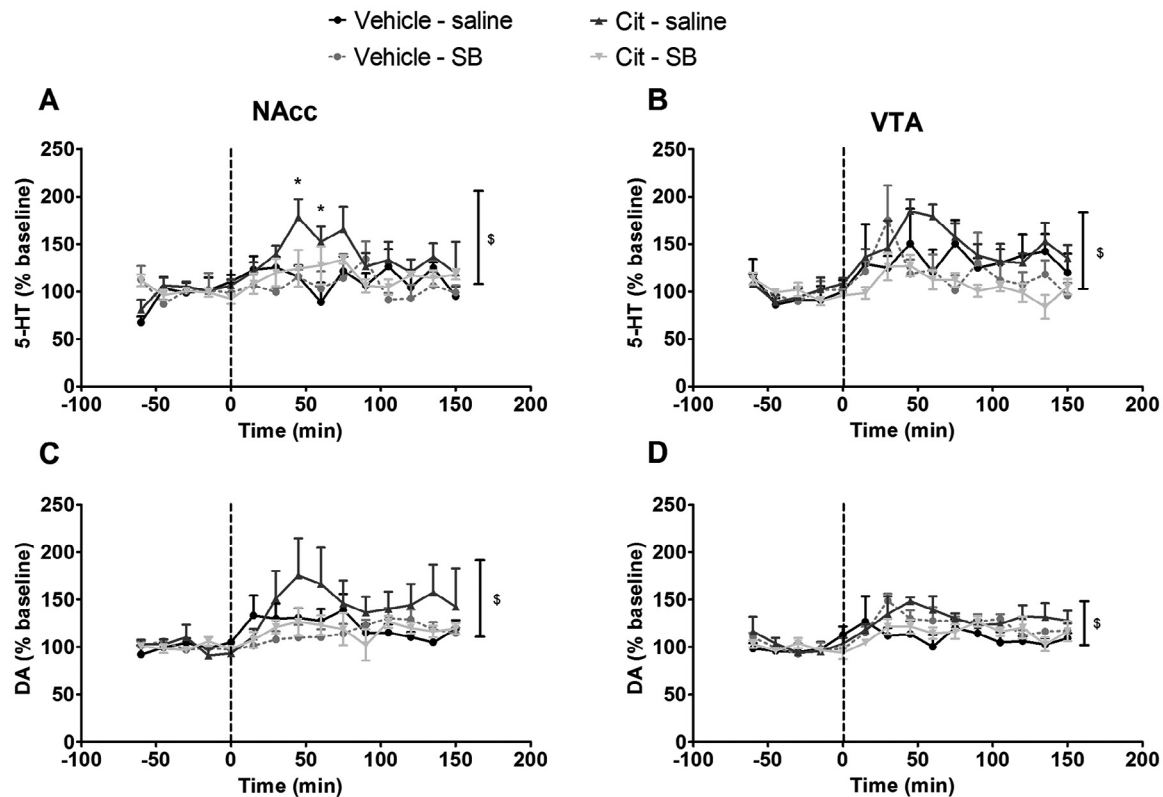 Vehicle - saline
Cit - saline
Vehicle - SB
Cit - SB
A
NAcc
5-HT (% baseline)
250
200
150
100
50
0
* *
$
-100 -50 0 50 100 150 200
Time (min)
B
VTA
5-HT (% baseline)
250
200
150
100
50
0
$
-100 -50 0 50 100 150 200
Time (min)
C
DA (% baseline)
250
200
150
100
50
0
$
-100 -50 0 50 100 150 200
Time (min)
D
DA (% baseline)
250
200
150
100
50
0
$
-100 -50 0 50 100 150 200
Time (min)